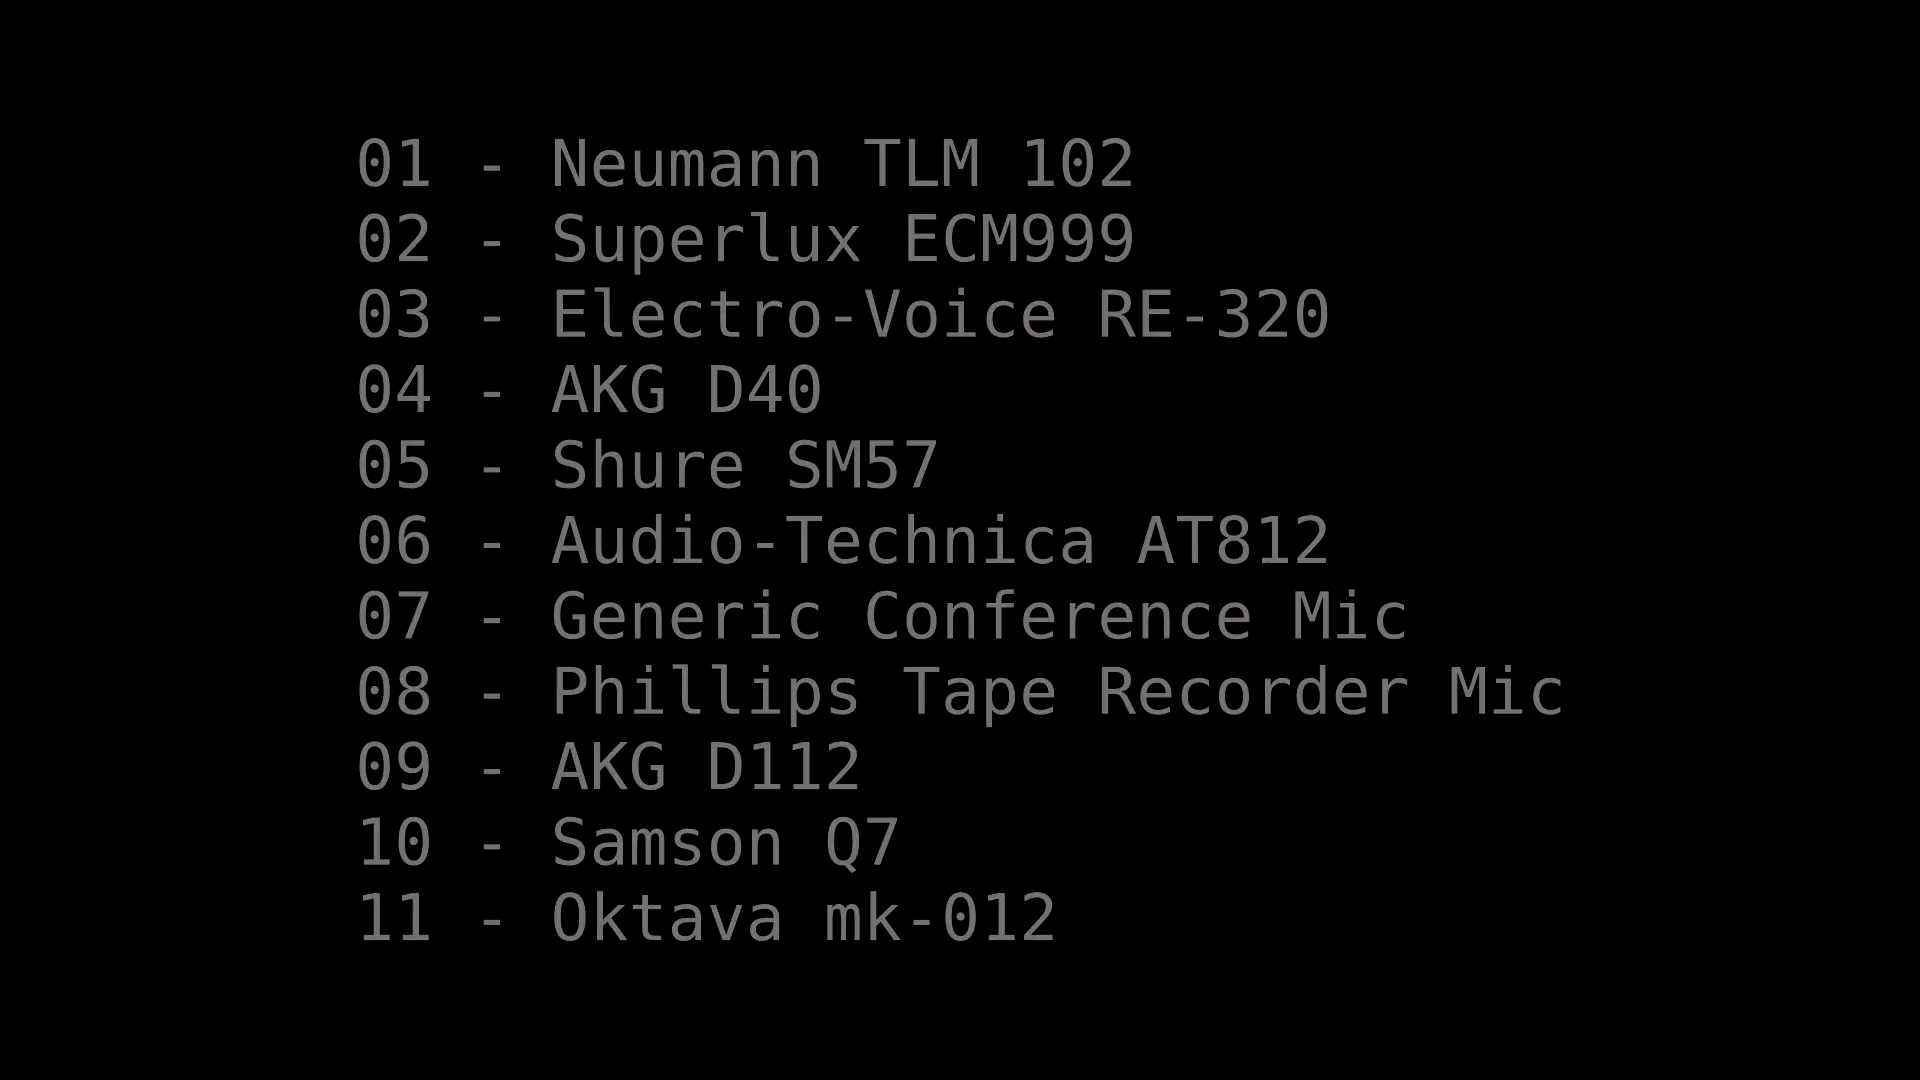 01 - Neumann TLM 102
02 - Superlux ECM999
03 - Electro-Voice RE-320
04 - AKG D40
05 - Shure SM57
06 - Audio-Technica AT812
07 - Generic Conference Mic
08 - Phillips Tape Recorder Mic
09 - AKG D112
10 - Samson Q7
11 - Oktava mk-012